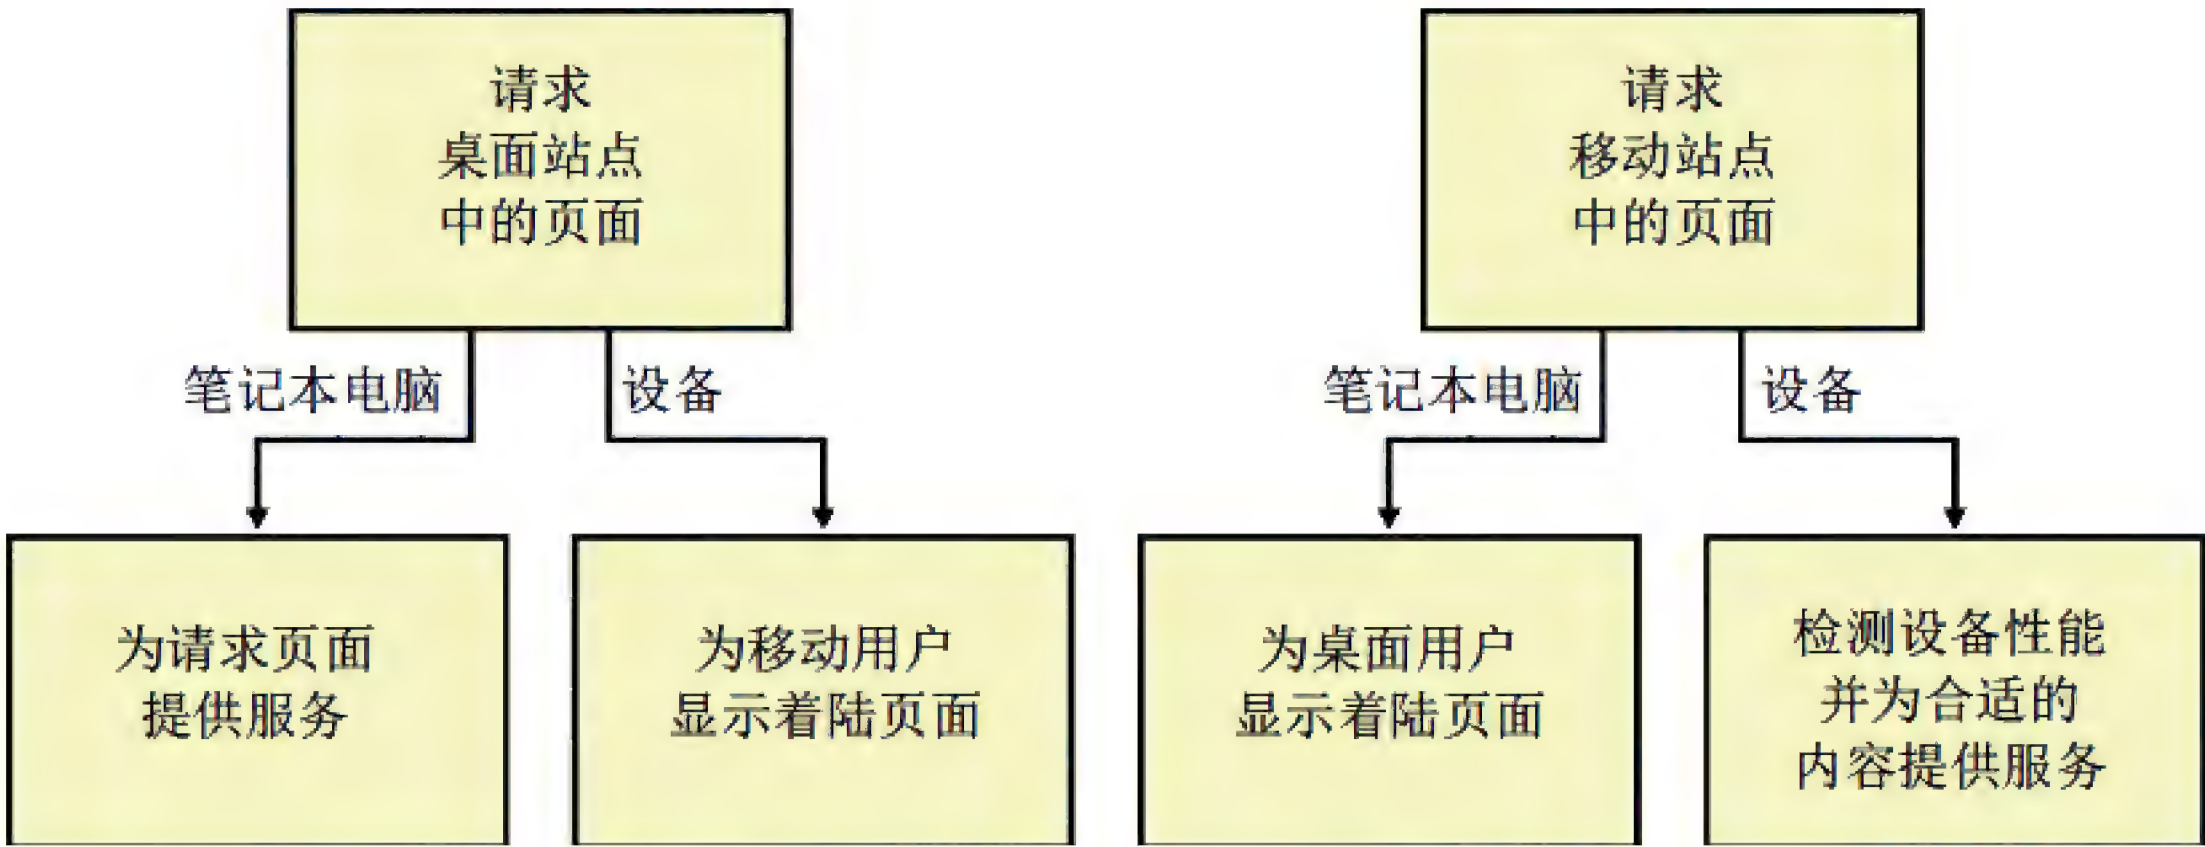 请求
桌面站点
中的页面
笔记本电脑
设备
为请求页面
提供服务
为移动用户
显示着陆页面
请求
移动站点
中的页面
笔记本电脑
设备
为桌面用户
显示着陆页面
检测设备性能
并为合适的
内容提供服务